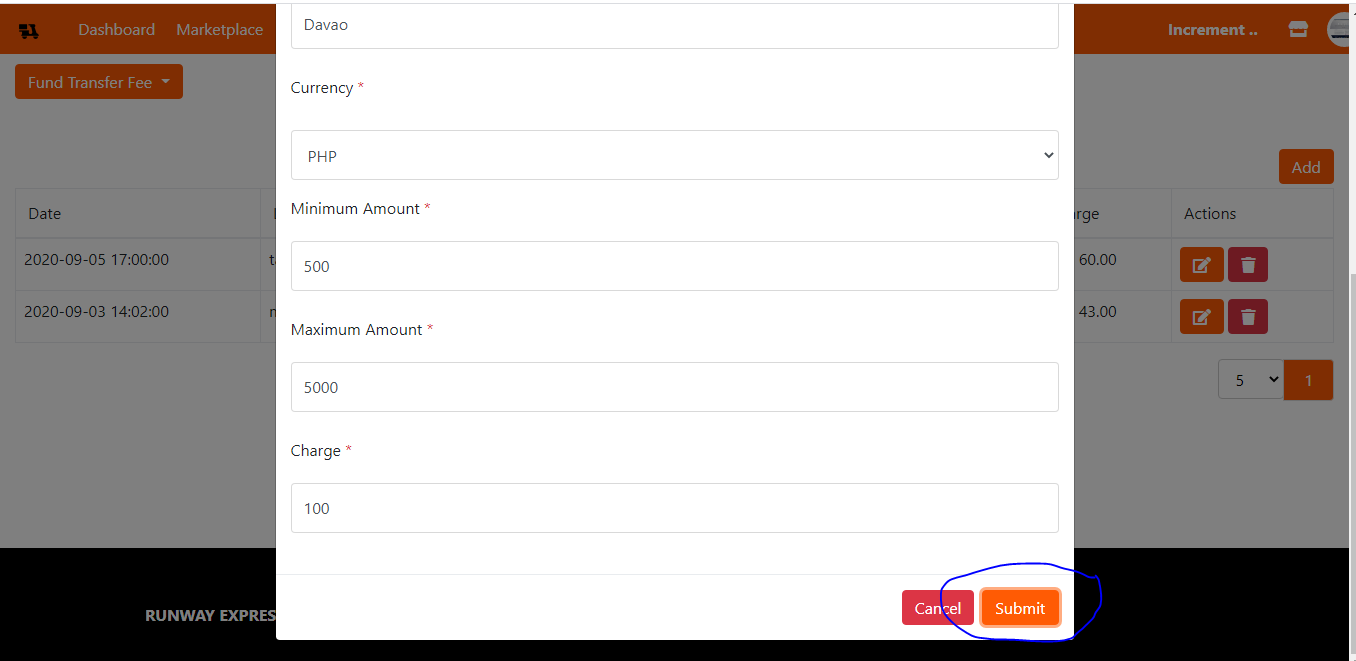 Dashboard Marketplace Increment ..
Davao
Fund Transfer Fee
Currency *
PHP
Add
Minimum Amount *
Date Actions
500
2020-09-05 17:00:00 60.00
2020-09-03 14:02:00 43.00
Maximum Amount *
5000
5 1
Charge *
100
Cancel Submit
RUNWAY EXPRES